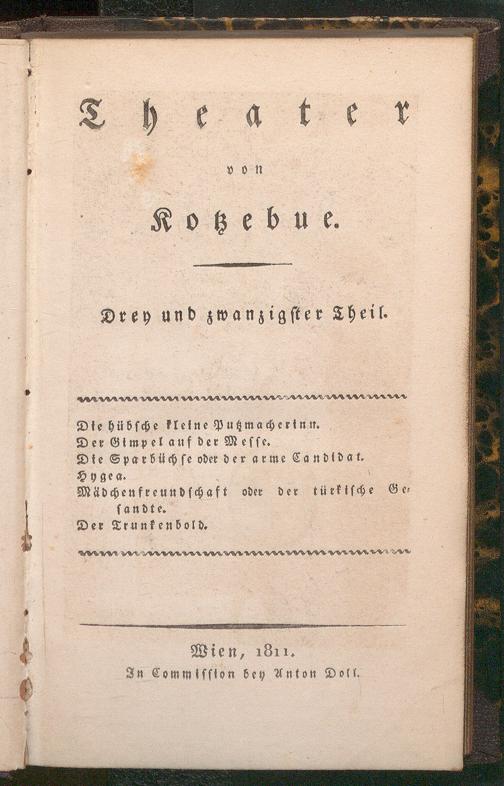 Theater
von
Kotzebue.
Drey und zwanzigster Theil.
Die hübsche kleine Putzmacherinn.
Der Gimpel auf der Messe.
Die Sparbüchse oder der arme Candidat.
Hygea.
Mädchenfreundschaft oder der türkische Ge-
sandte.
Der Trunkenbold.
Wien, 1811.
In Commission bey Anton Doll.